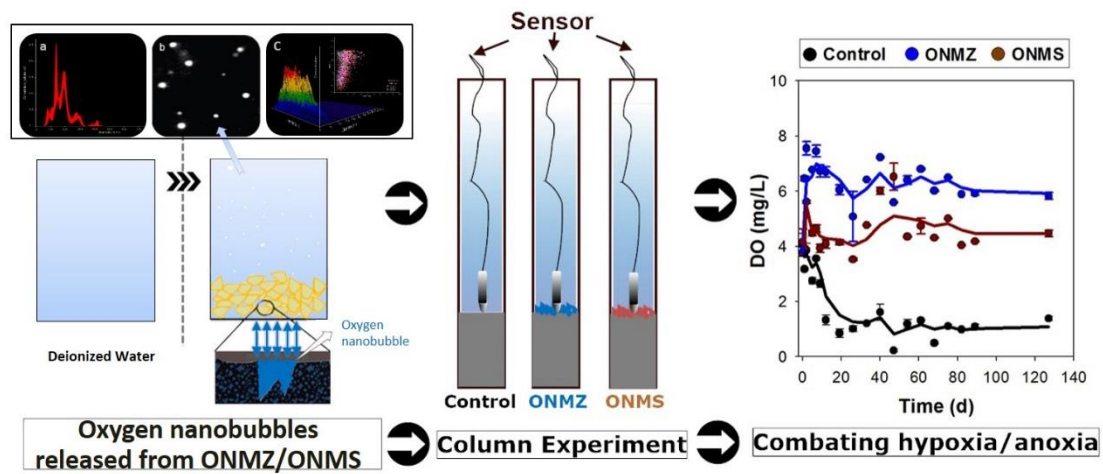 a
b
C
Deionized Water
Oxygen
nanobubble
Oxygen nanobubbles
released from ONMZ/ONMS
Sensor
Control ONMZ ONMS
Column Experiment
Control ONMZ ONMS
DO (mg/L)
10
8
6
4
2
0
0 20 40 60 80 100 120 140
Time (d)
Combating hypoxia/anoxia